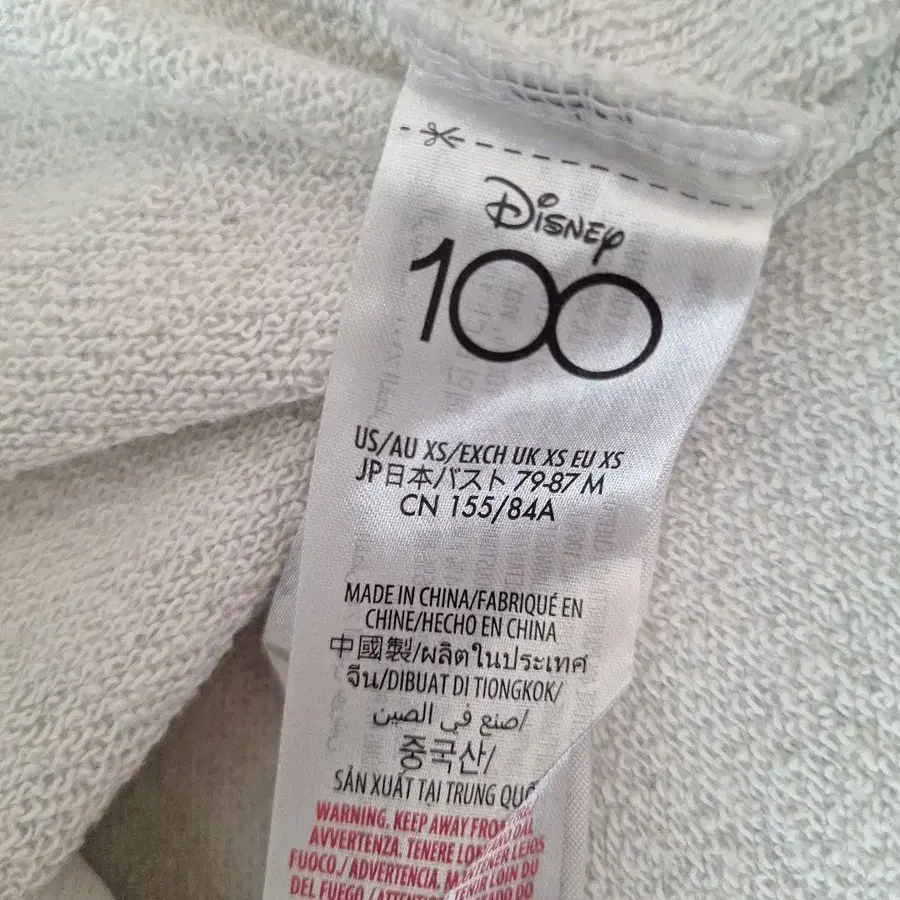 Disney
100
US/AU XS/EXCH UK XS EU XS
JP日本バスト 79-87 M
CN 155/84A
MADE IN CHINA/FABRIQUÉ EN
CHINE/HECHO EN CHINA
中國製/ผลิตในประเทศ
จีน/DIBUAT DI TIONGKOK/
صنع في الصين/
중국산/
SẢN XUẤT TẠI TRUNG
WARNING. KEEP AWAY
AVVERTENZA. TENERE
FUOCO./ ADVERTENCIA.
DEL FUEGO